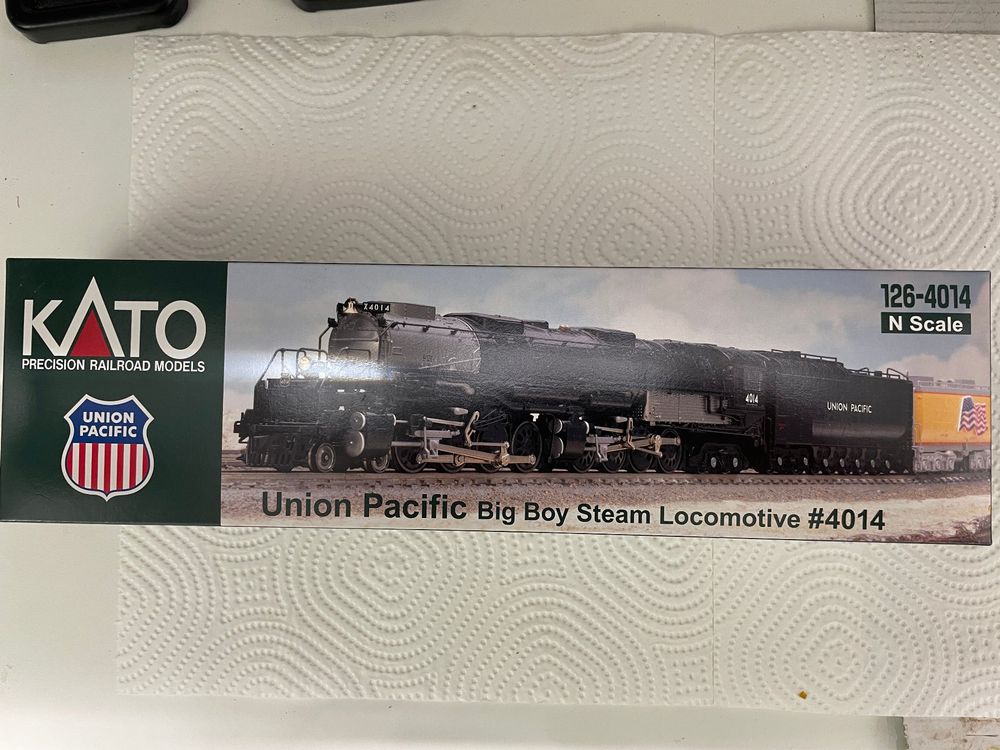 KATO
PRECISION RAILROAD MODELS
UNION
PACIFIC
126-4014
N Scale
X4014
4014
UNION PACIFIC
Union Pacific Big Boy Steam Locomotive #4014